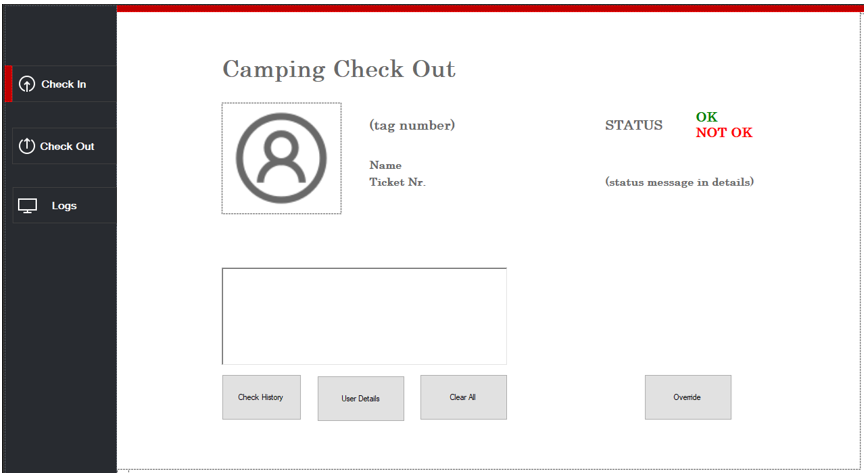 Check In
Check Out
Logs
Camping Check Out
(tag number)
STATUS
OK
NOT OK
Name
Ticket Nr.
(status message in details)
Check History
User Details
Clear All
Override